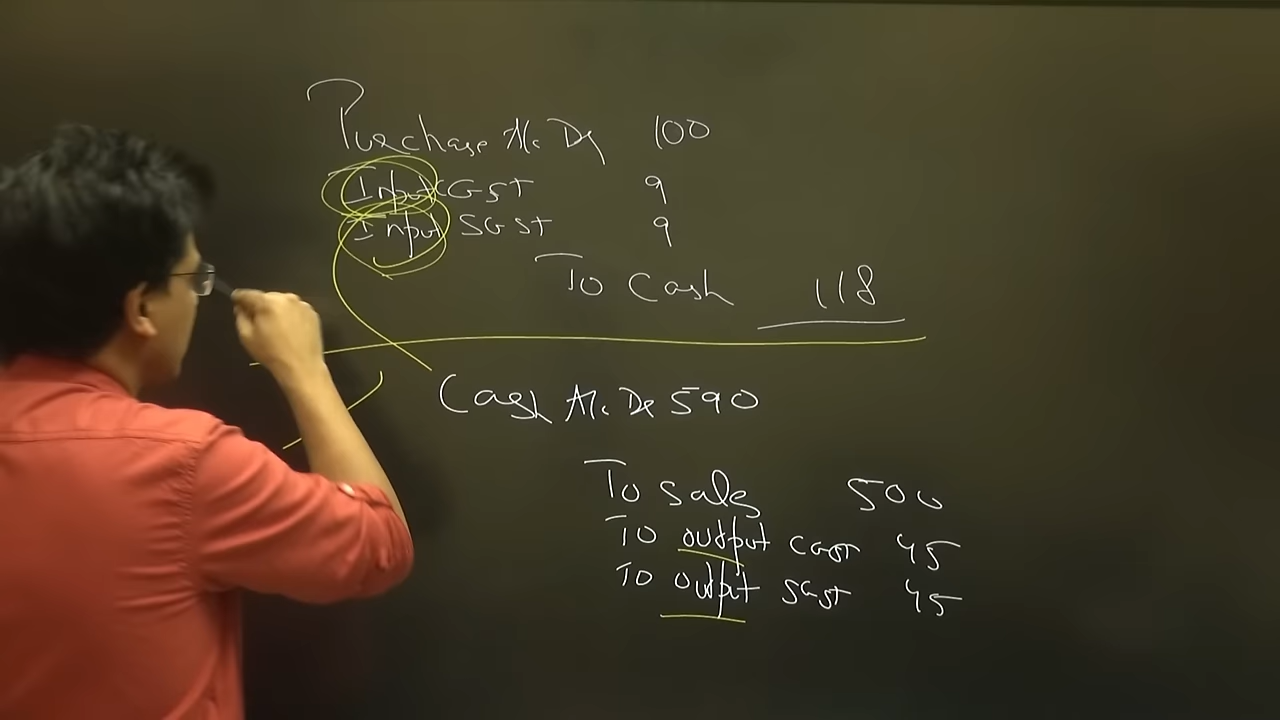 Purchase A/c Dr 100
Input CGST 9
Input SGST 9
To Cash 118
Cash A/c Dr 590
To Sales 500
To output CGST 45
To output SGST 45